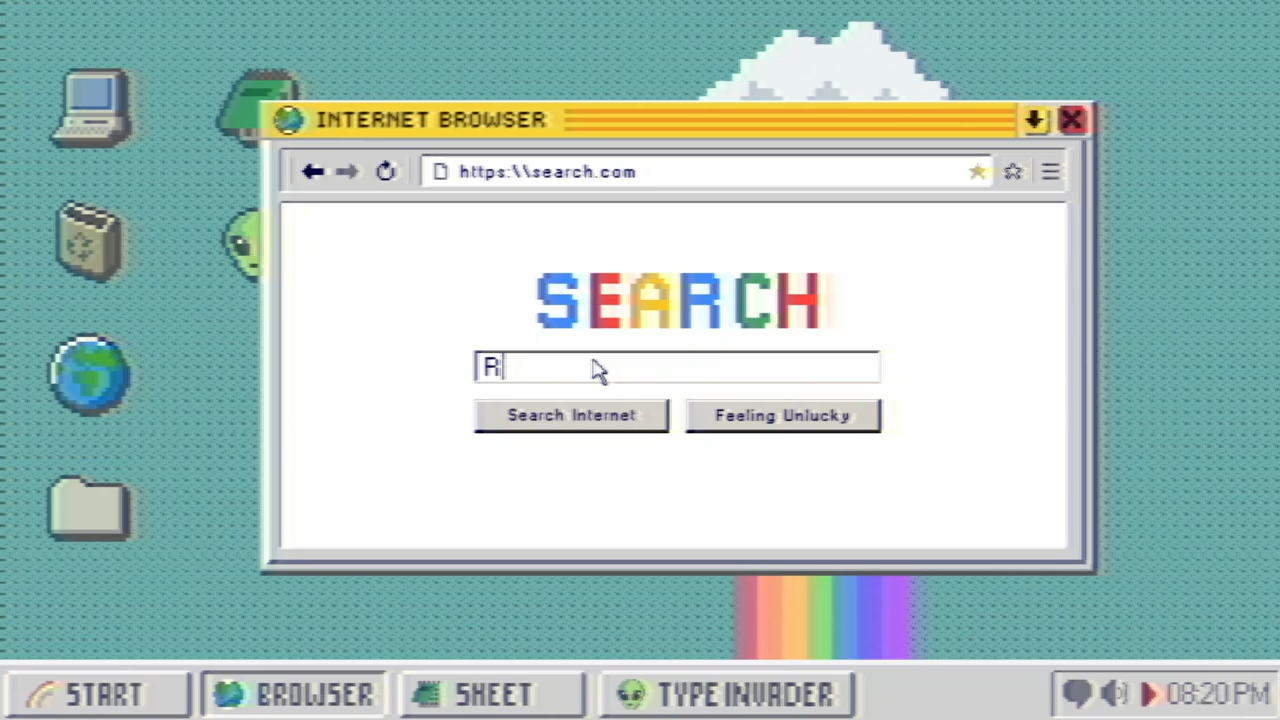 INTERNET BROWSER
https:\\search.com
SEARCH
R
Search Internet
Feeling Unlucky
START
BROWSER
SHEET
TYPE INVADER
08:20 PM